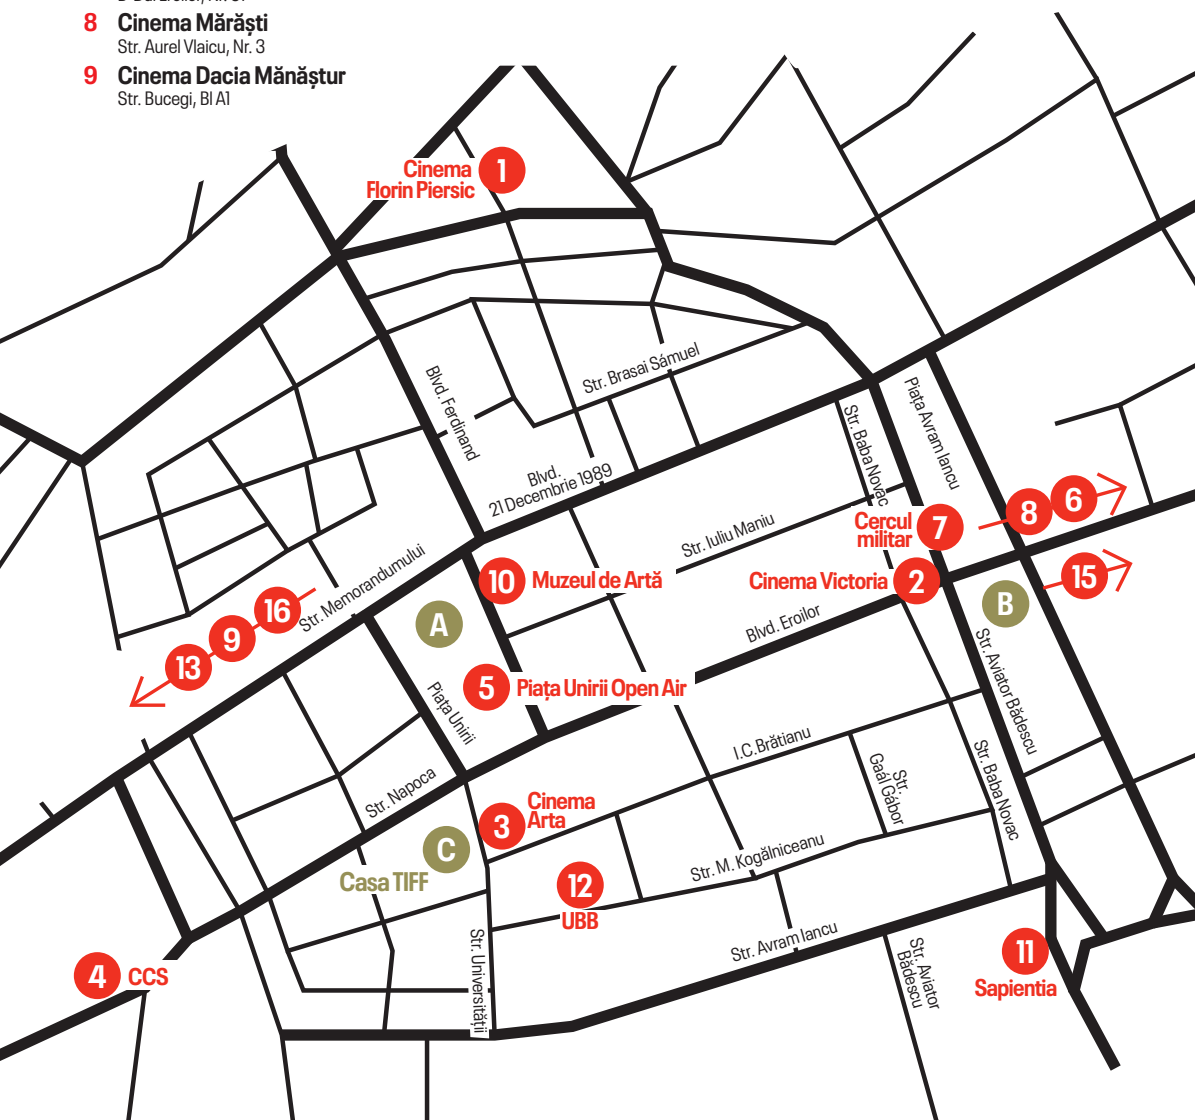 8 Cinema Mărăști
Str. Aurel Vlaicu, Nr. 3
9 Cinema Dacia Mănăștur
Str. Bucegi, Bl A1
Cinema
Florin Piersic
1
Blvd. Ferdinand
Str. Brasai Sámuel
Blvd.
21 Decembrie 1989
Str. Baba Novac
Piața Avram Iancu
Str. Iuliu Maniu
Cercul
militar
7
8
6
Str. Memorandumului
10 Muzeul de Artă
Cinema Victoria 2
15
B
A
16
9
13
Blvd. Eroilor
Str. Aviator Bădescu
5 Piața Unirii Open Air
Piața Unirii
I.C.Brătianu
Str.
Gaál Gábor
Str. Baba Novac
Str. Napoca
3
Cinema
Arta
C
Casa TIFF
Str. M. Kogălniceanu
12
UBB
Str. Universității
Str. Avram Iancu
Str. Aviator
Bădescu
11
Sapientia
4 CCS